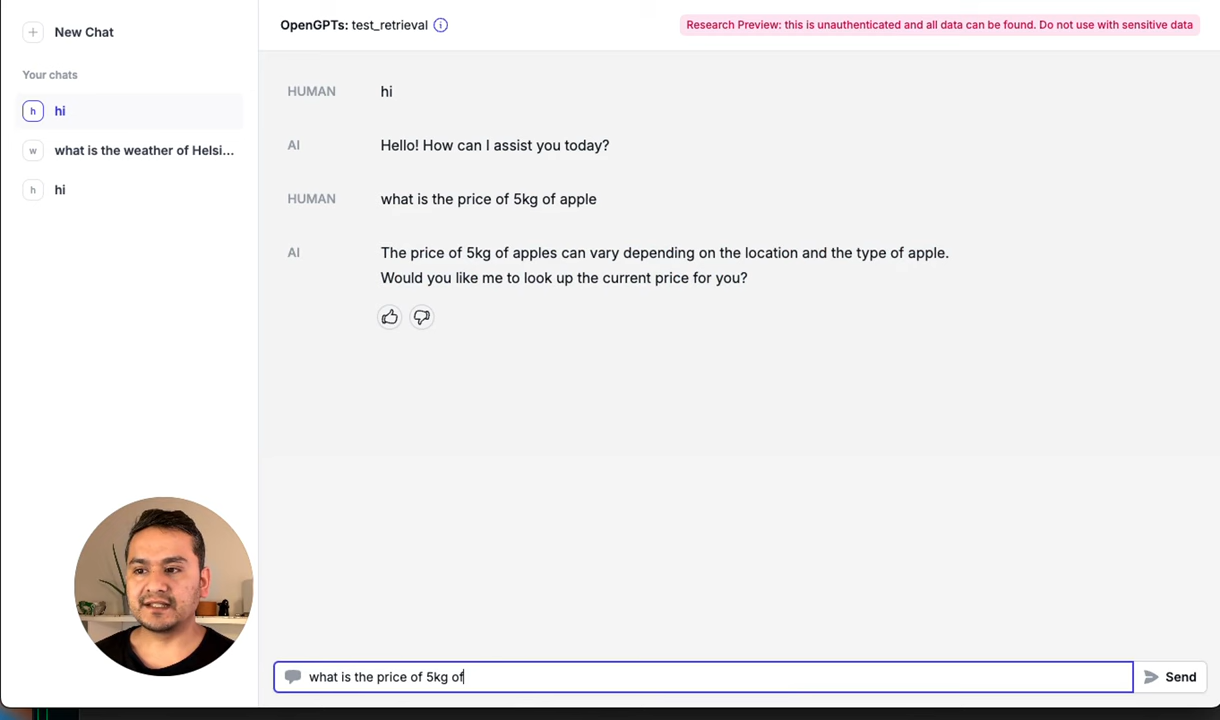 New Chat
Your chats
h hi
w what is the weather of Helsi...
h hi
OpenGPTs: test_retrieval
Research Preview: this is unauthenticated and all data can be found. Do not use with sensitive data
HUMAN hi
AI Hello! How can I assist you today?
HUMAN what is the price of 5kg of apple
AI The price of 5kg of apples can vary depending on the location and the type of apple.
Would you like me to look up the current price for you?
what is the price of 5kg of
Send